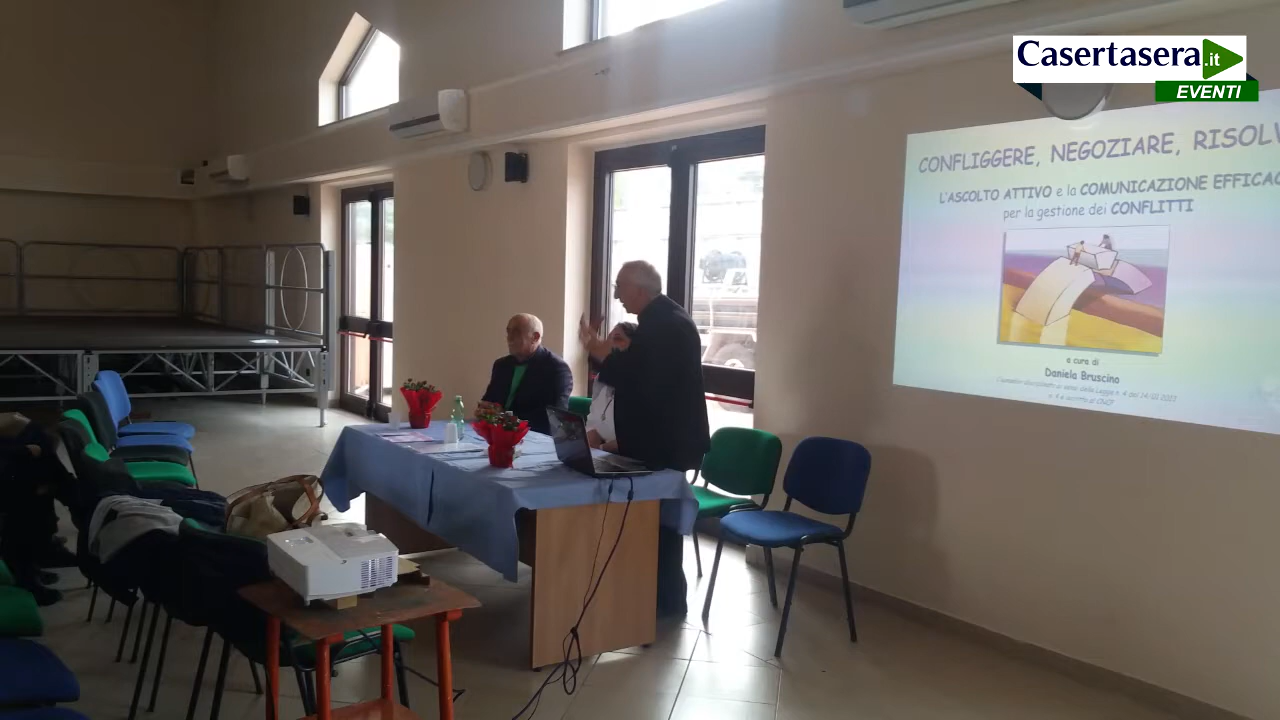 Casertasera.it
EVENTI
CONFLIGGERE, NEGOZIARE, RISOLV
L'ASCOLTO ATTIVO e la COMUNICAZIONE EFFICAC
per la gestione dei CONFLITTI
a cura di
Daniela Bruscino